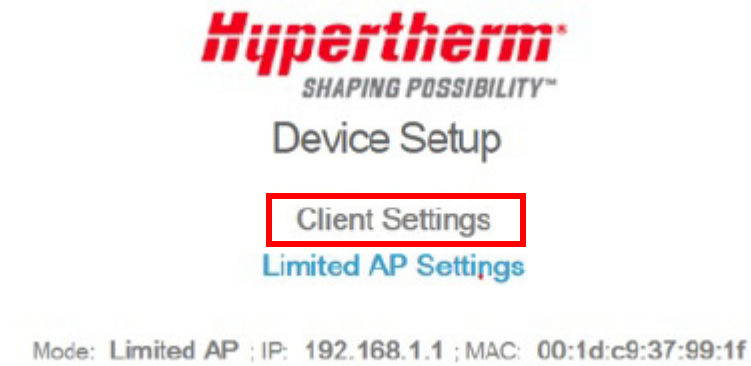 Hypertherm®
SHAPING POSSIBILITY™
Device Setup
Client Settings
Limited AP Settings
Mode: Limited AP ; IP: 192.168.1.1 ; MAC: 00:1d:c9:37:99:1f